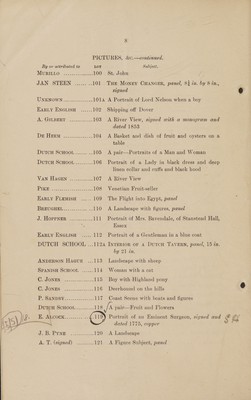 8
PICTURES, &c.—continued.
By or attributed to LOT Subject.
MURILLO ...............100 St. John
JAN STEEN ......101 THE MONEY CHANGER, panel, 9½ in. by 8 in., signed
UNKNOWN ...............101A A Portrait of Lord Nelson when a boy
EARLY ENGLISH ......102 Shipping off Dover
A. GILBERT ............103 A River View, signed with a monogram and dated 1853
DE HEEM ...............104 A Basket and dish of fruit and oysters on a table
DUTCH SCHOOL ......105 A pair—Portraits of a Man and Woman
DUTCH SCHOOL ......106 Portrait of a Lady in black dress and deep linen collar and cuffs and black hood
VAN HAGEN .........107 A River View
PIKE .....................108 Venetian Fruit-seller
EARLY FLEMISH ......109 The Flight into Egypt, panel
BREUGHEL ............110 A Landscape with figures, panel
J. HOPPNER ............111 Portrait of Mrs. Ravendale, of Stanstead Hall, Essex
EARLY ENGLISH ......112 Portrait of a Gentleman in a blue coat
DUTCH SCHOOL ...112A INTERIOR OF A DUTCH TAVERN, panel, 18 in. by 21 in.
ANDERSON HAGUE ...113 Landscape with sheep
SPANISH SCHOOL ......114 Woman with a cat
C. JONES ...............115 Boy with Highland pony
C. JONES ...............116 Deerhound on the hills
P. SANDBY ...............117 Coast Scene with boats and figures
DUTCH SCHOOL ......118 A pair—Fruit and Flowers
E. ALCOCK ............119 Portrait of an Eminent Surgeon, signed and dated 1775, copper
J. B. PYNE ............120 A Landscape
A. T. (signed) .........121 A Figure Subject, panel